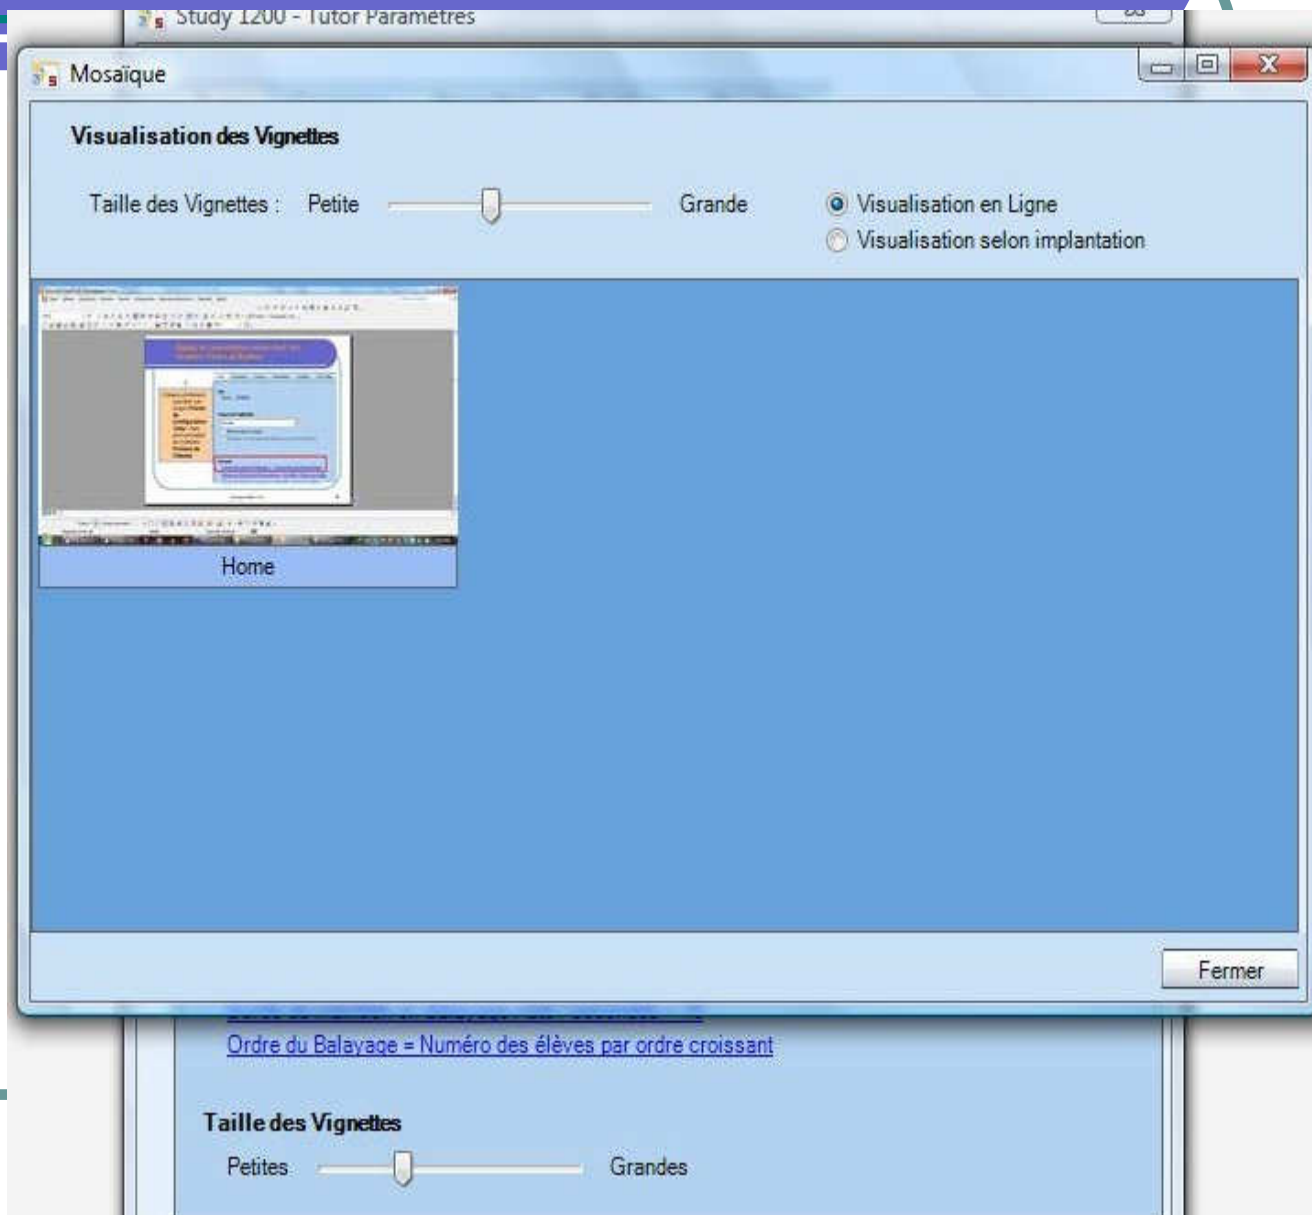 Study 1200 - Tutor Paramètres
Mosaïque
Visualisation des Vignettes
Taille des Vignettes : Petite Grande
Visualisation en Ligne
Visualisation selon implantation
Home
Fermer
Ordre du Balayage = Numéro des élèves par ordre croissant
Taille des Vignettes
Petites Grandes